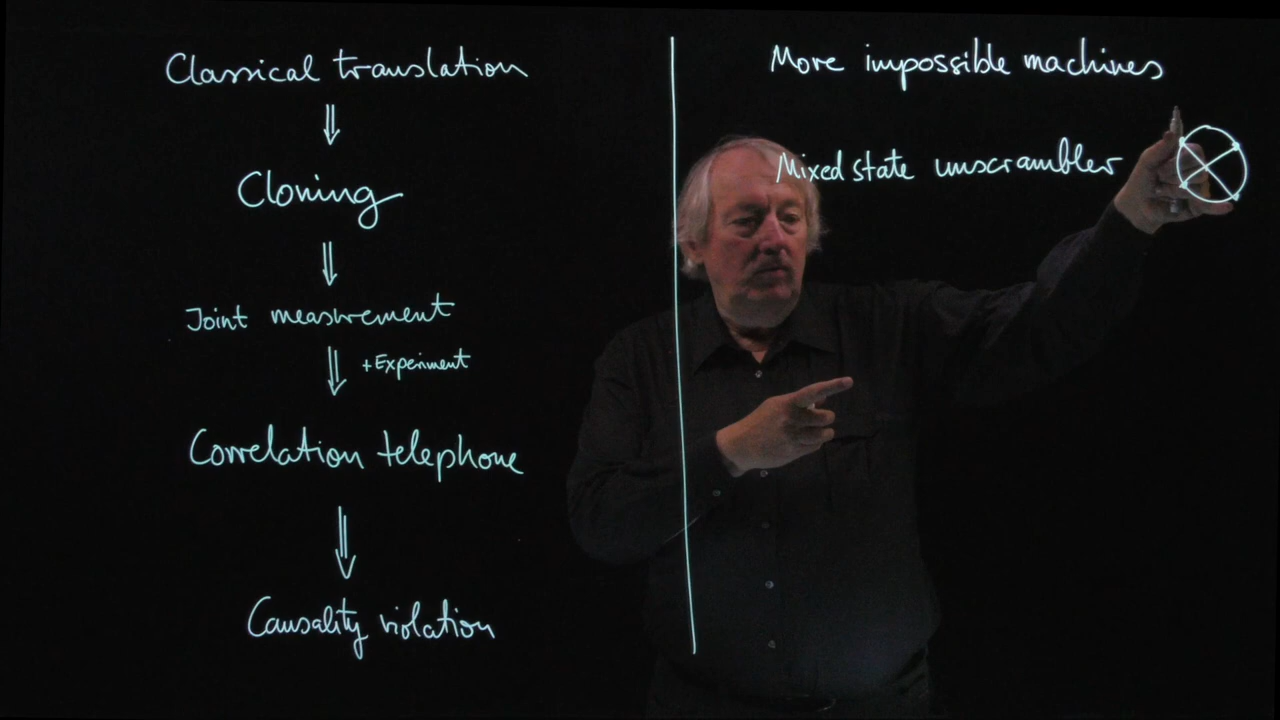 Classical translation
⇓
Cloning
⇓
Joint measurement
⇓ +Experiment
Correlation telephone
⇓
Causality violation
More impossible machines
Mixed state unscrambler